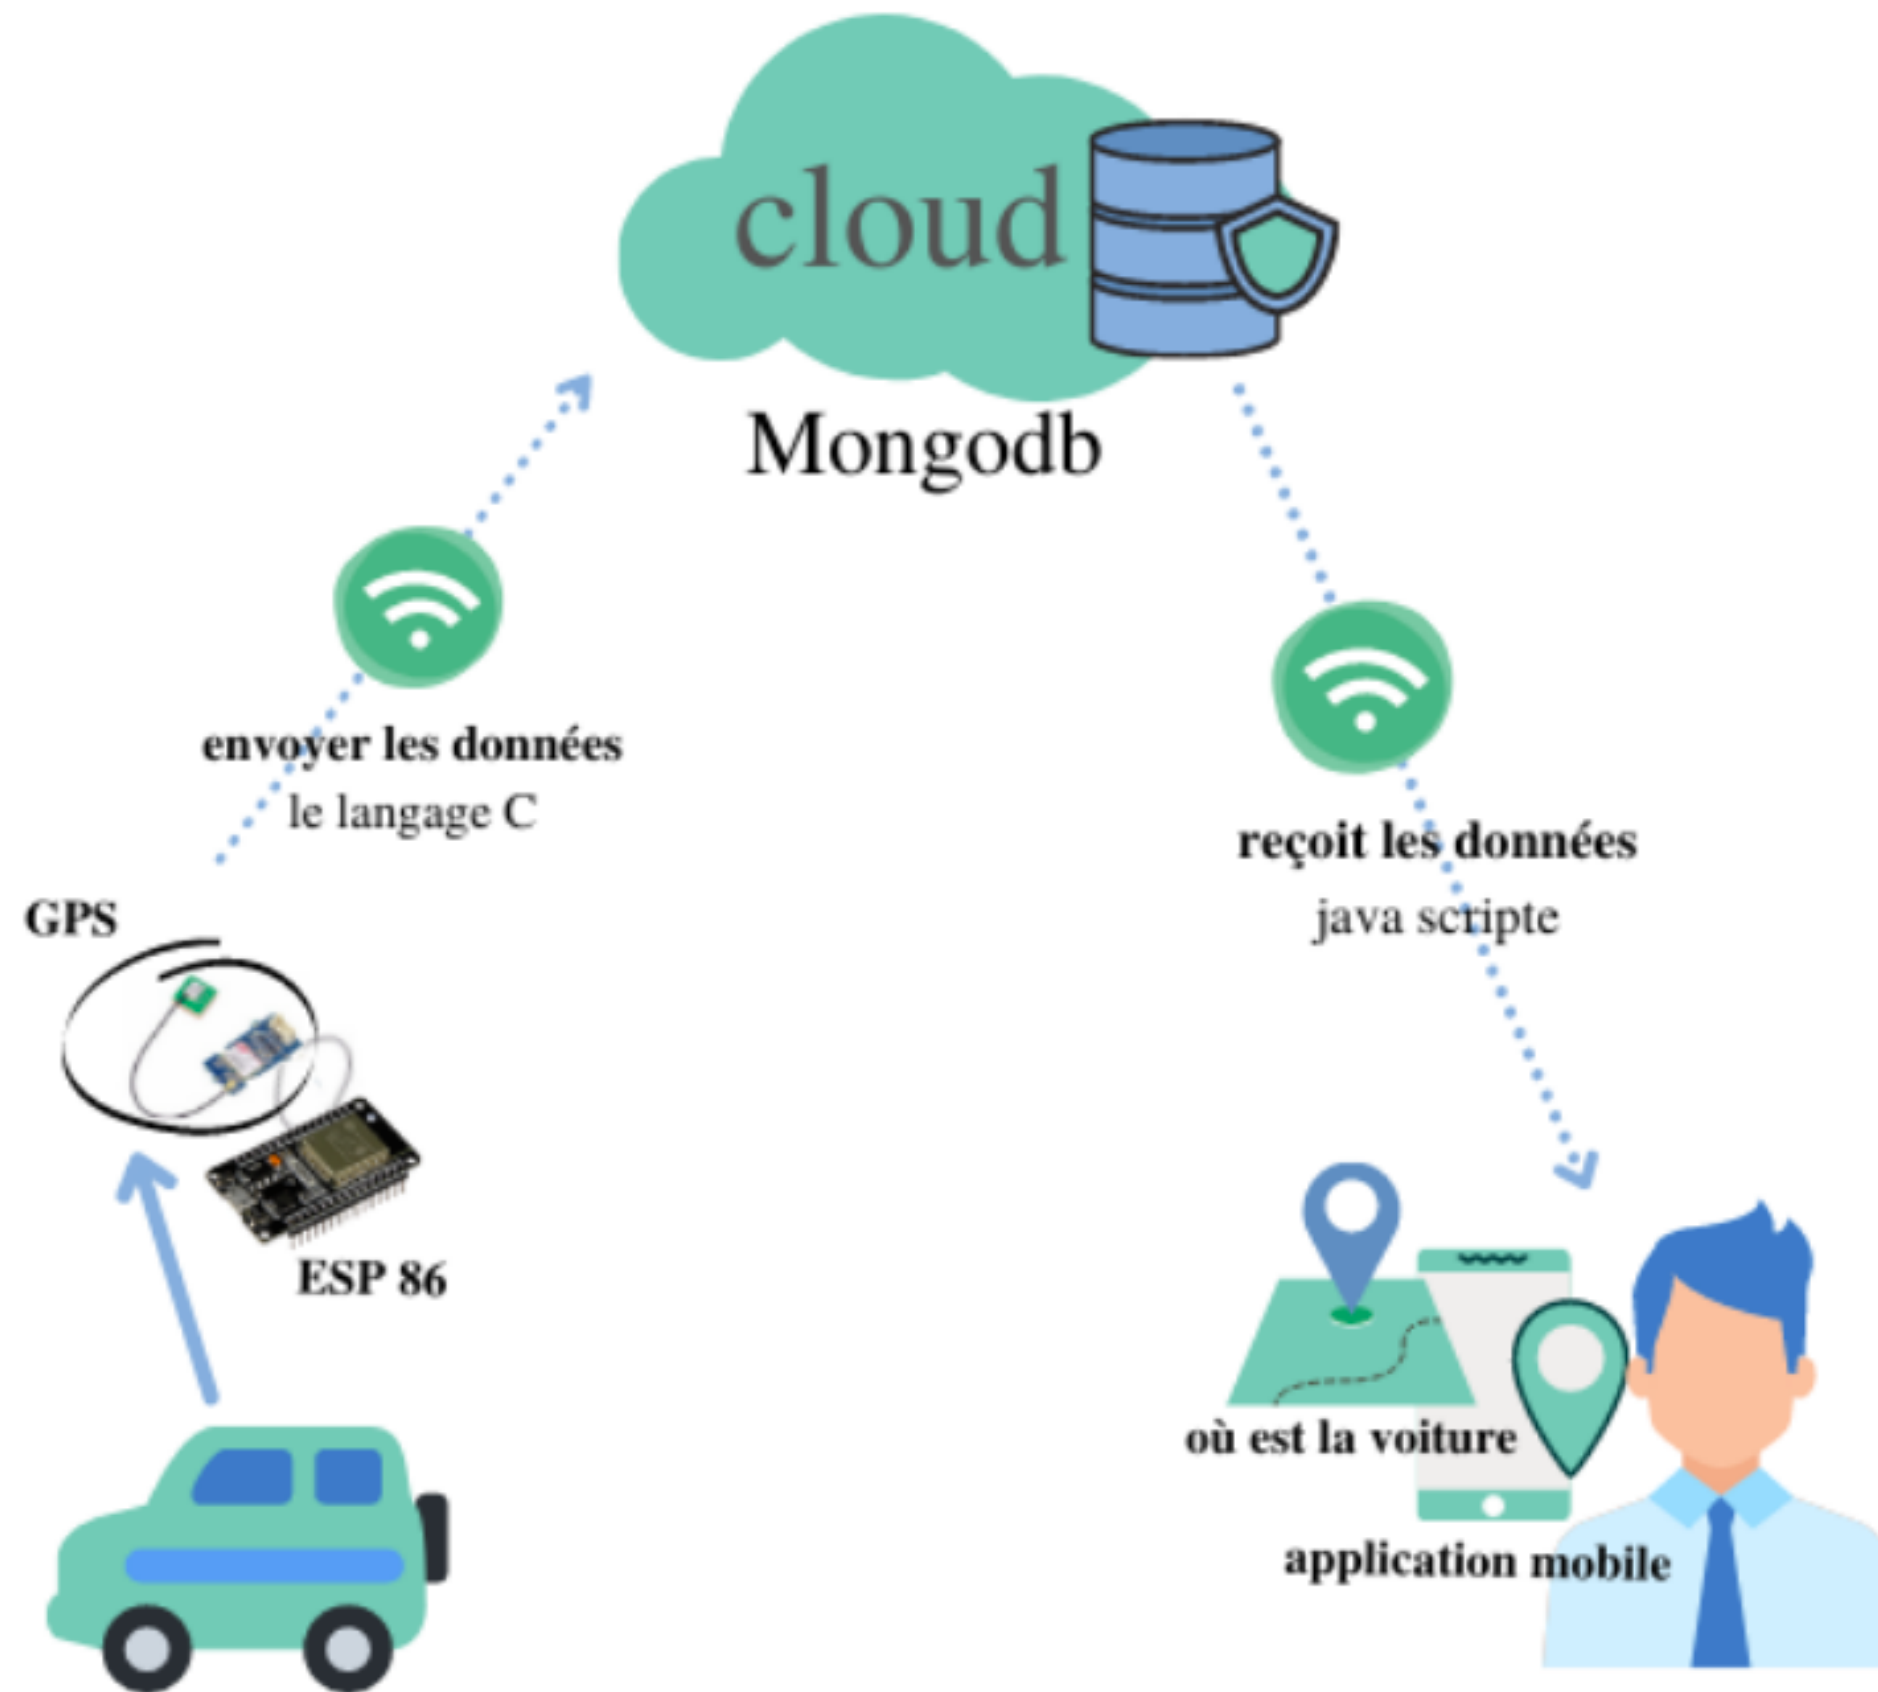 cloud
Mongodb
envoyer les données
le langage C
reçoit les données
java scripte
GPS
ESP 86
où est la voiture
application mobile